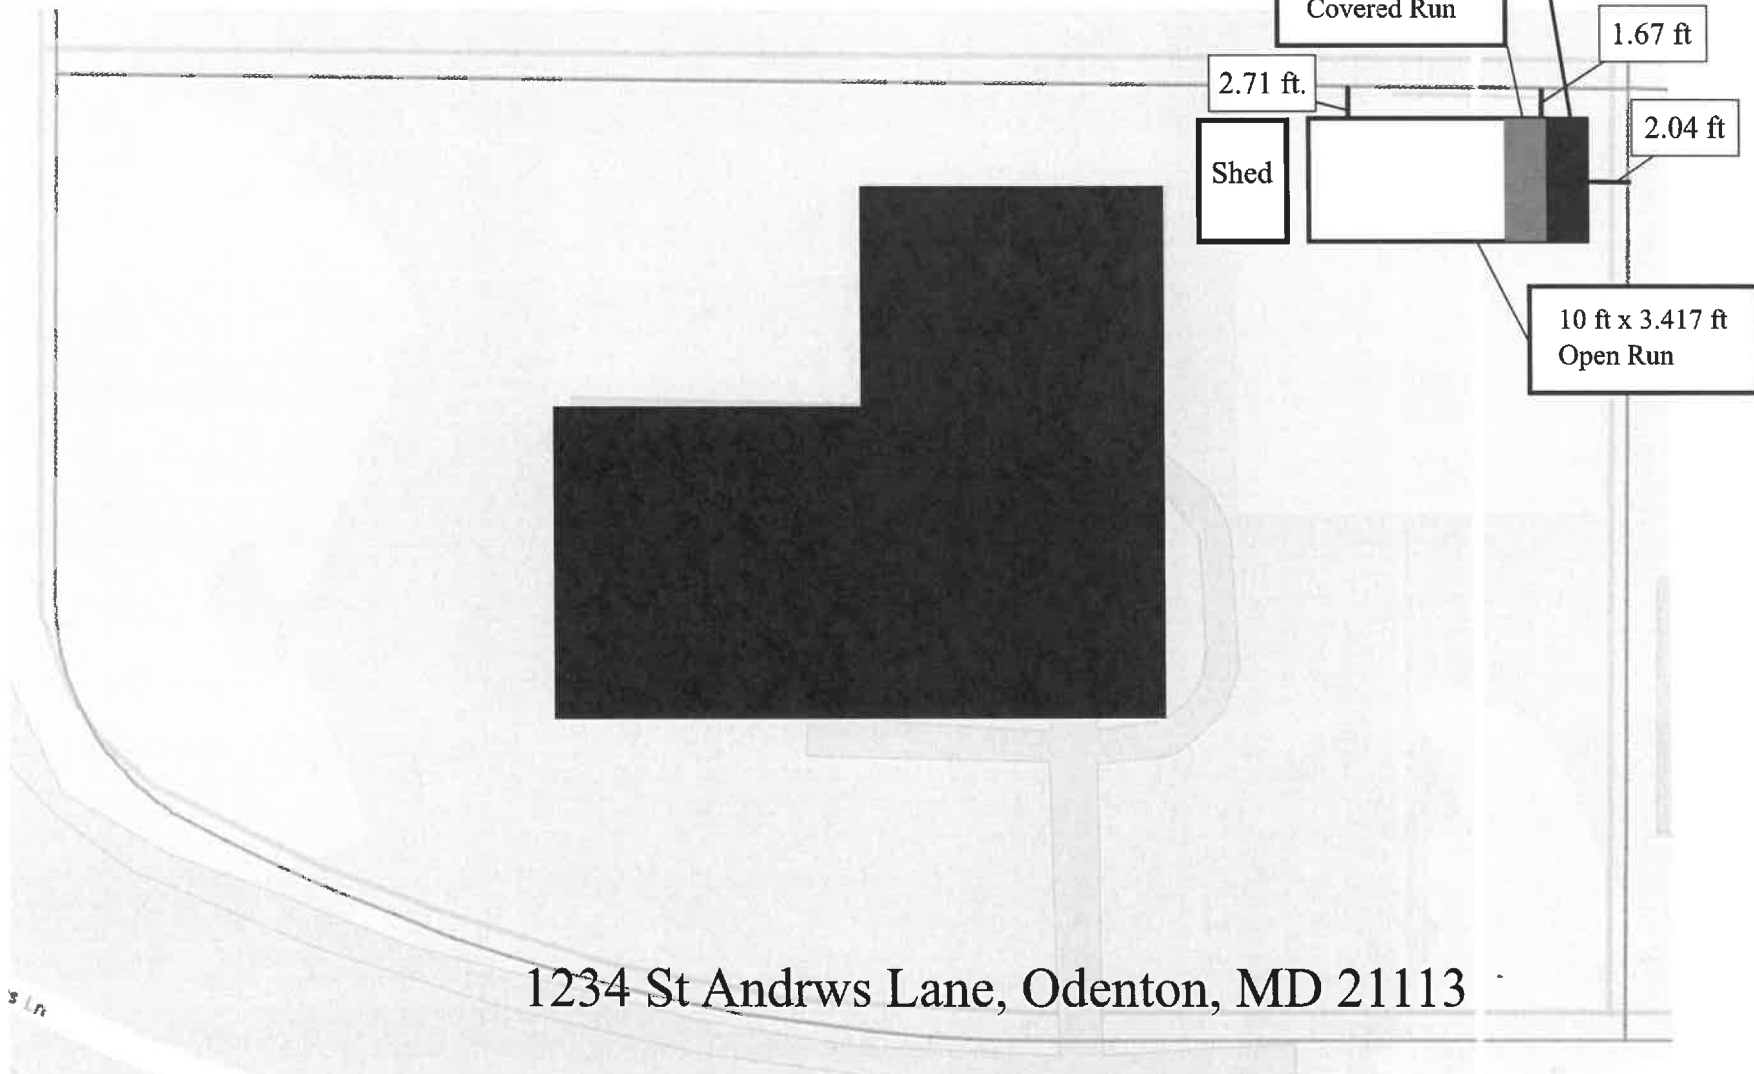 Covered Run
1.67 ft
2.71 ft.
2.04 ft
Shed
10 ft x 3.417 ft
Open Run
1234 St Andrws Lane, Odenton, MD 21113
s Ln